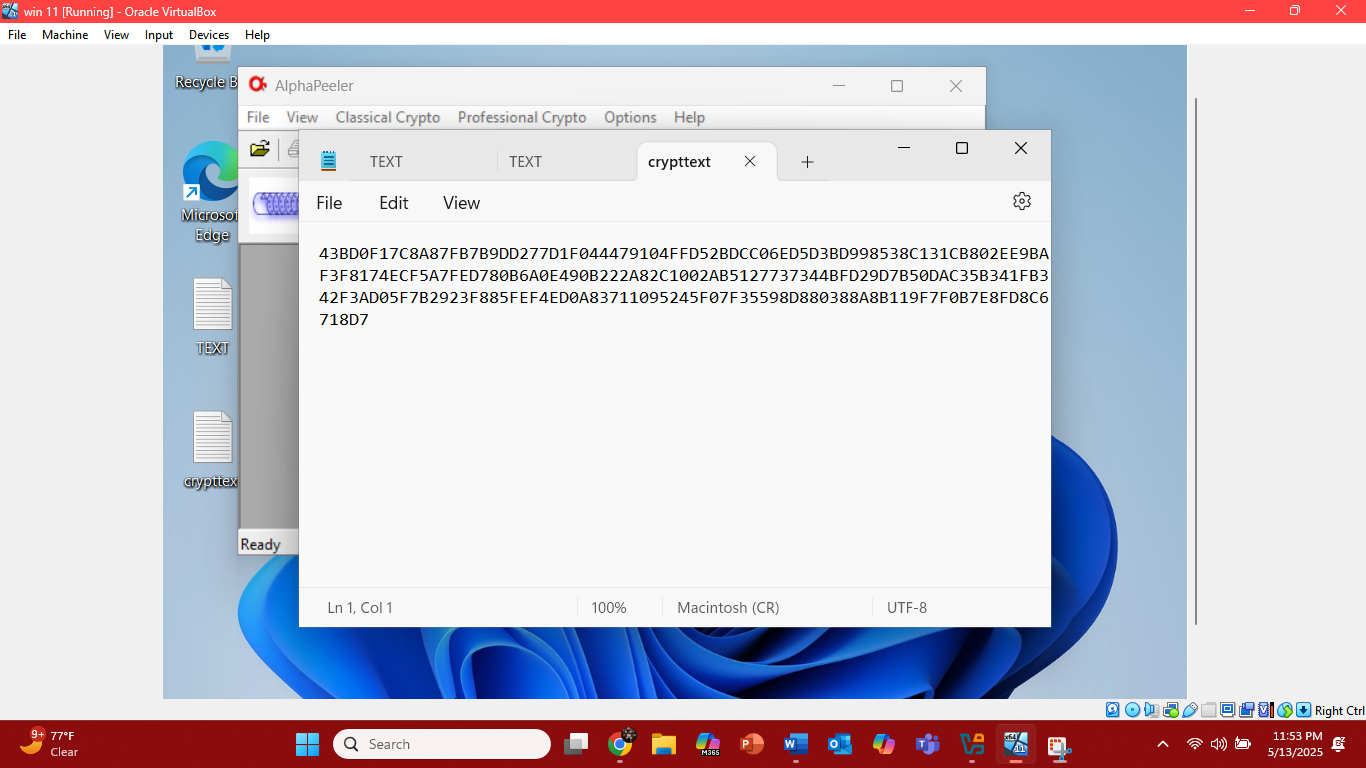 win 11 [Running] - Oracle VirtualBox
File Machine View Input Devices Help
Recycle B
AlphaPeeler
File View Classical Crypto Professional Crypto Options Help
TEXT TEXT crypttext
File Edit View
Microsof
Edge
43BD0F17C8A87FB7B9DD277D1F044479104FFD52BDCC06ED5D3BD998538C131CB802EE9BA
F3F8174ECF5A7FED780B6A0E490B222A82C1002AB5127737344BFD29D7B50DAC35B341FB3
42F3AD05F7B2923F885FEF4ED0A83711095245F07F35598D880388A8B119F7F0B7E8FD8C6
718D7
TEXT
crypttex
Ready
Ln 1, Col 1 100% Macintosh (CR) UTF-8
Right Ctrl
9+ 77°F
Clear
Search
M365
11:53 PM
5/13/2025